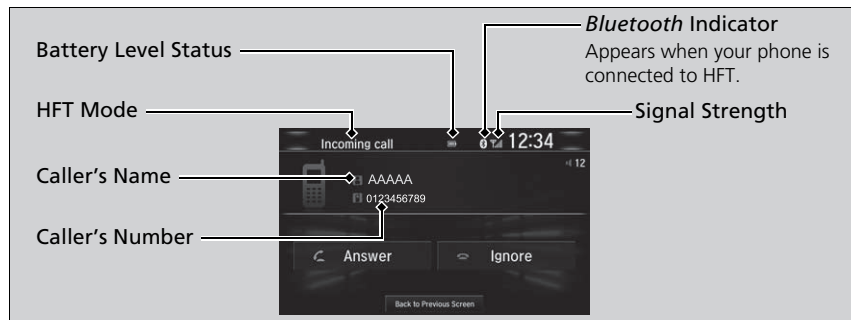 Bluetooth Indicator
Appears when your phone is
connected to HFT.
Battery Level Status
HFT Mode
Signal Strength
Incoming call
12:34
12
Caller's Name
AAAAA
0123456789
Caller's Number
Answer
Ignore
Back to Previous Screen